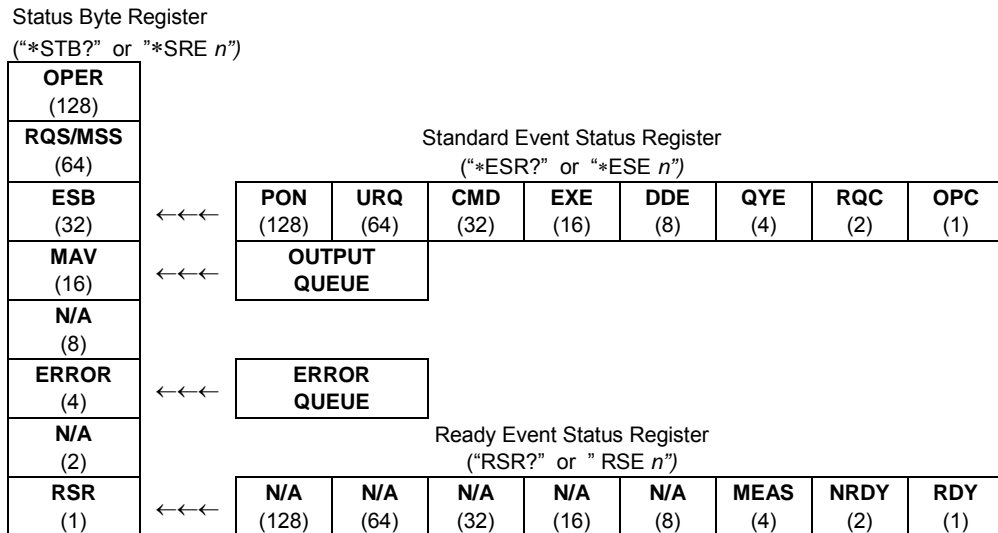 Status Byte Register
(“∗STB?” or ”∗SRE n”)
OPER
(128)
RQS/MSS
(64)
Standard Event Status Register
(“∗ESR?” or “∗ESE n”)
ESB
(32)
←←←
PON URQ CMD EXE DDE QYE RQC OPC
(128) (64) (32) (16) (8) (4) (2) (1)
MAV
(16)
←←←
OUTPUT
QUEUE
N/A
(8)
ERROR
(4)
←←←
ERROR
QUEUE
N/A
(2)
Ready Event Status Register
(“RSR?” or ” RSE n”)
RSR
(1)
←←←
N/A N/A N/A N/A N/A MEAS NRDY RDY
(128) (64) (32) (16) (8) (4) (2) (1)